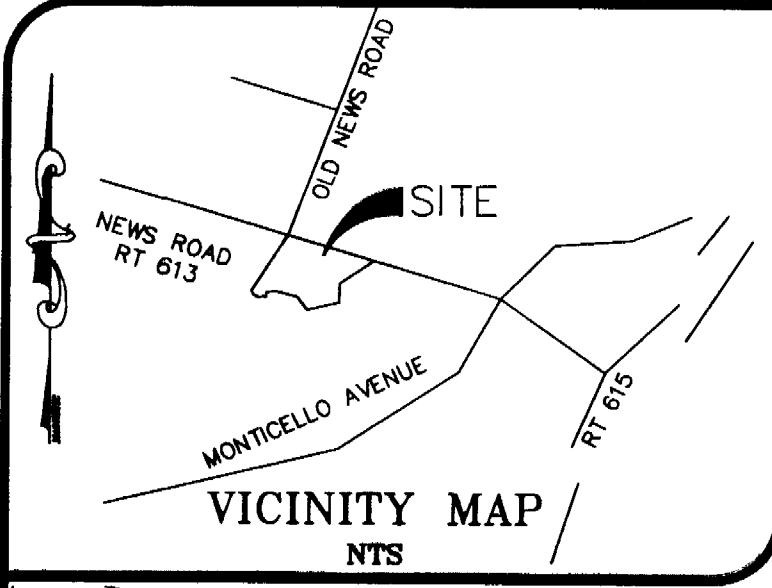 OLD NEWS ROAD
SITE
NEWS ROAD
RT 613
MONTICELLO AVENUE
RT 615
VICINITY MAP
NTS